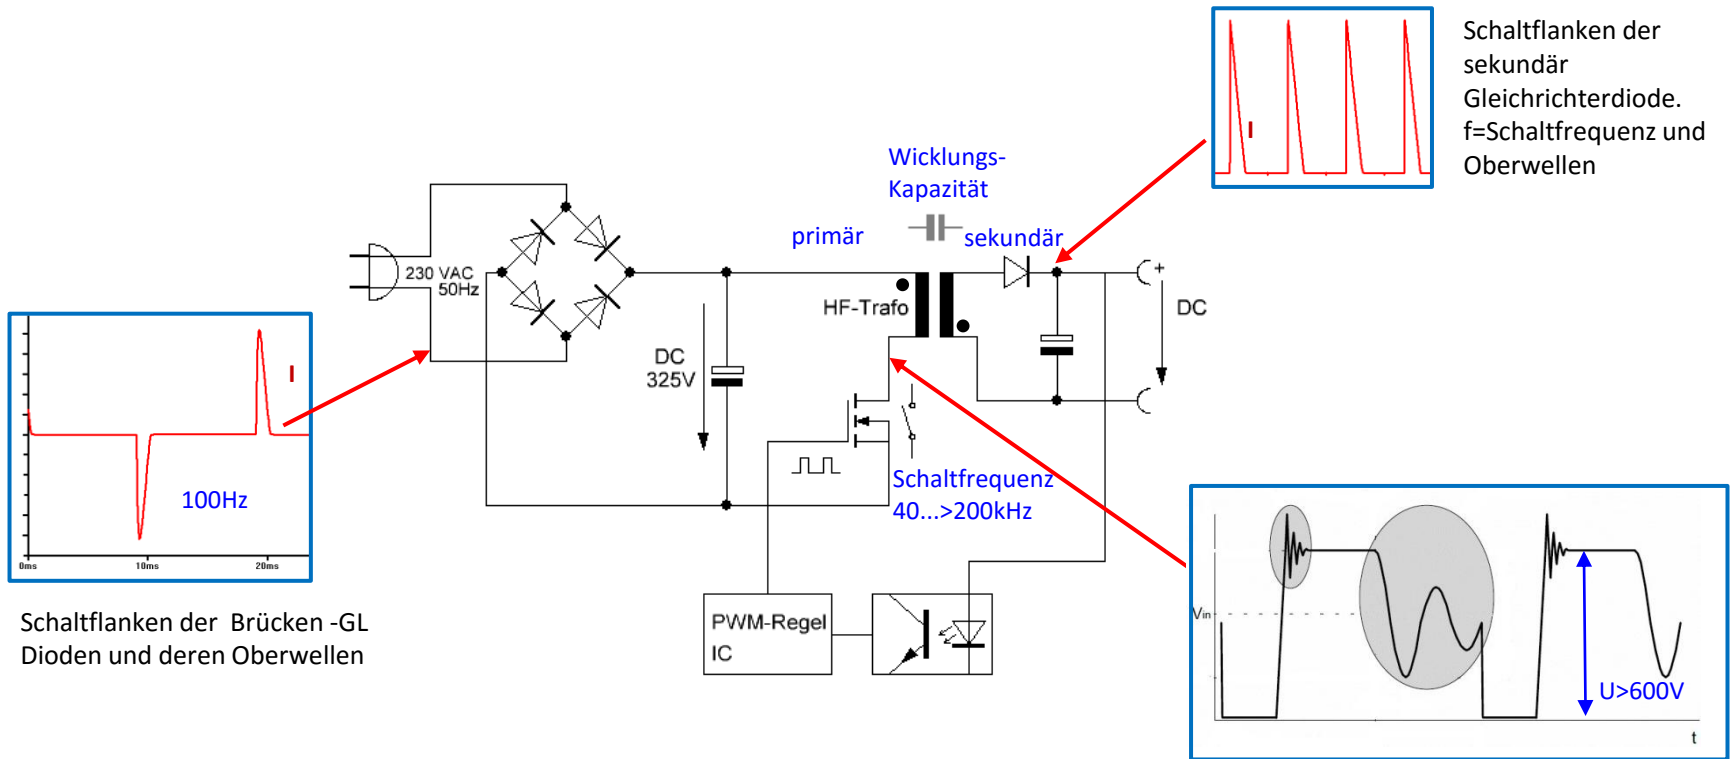 Schaltflanken der
sekundär
Gleichrichterdiode.
f=Schaltfrequenz und
Oberwellen
I
Wicklungs-
Kapazität
primär
sekundär
230 VAC
50Hz
HF-Trafo
+
DC
DC
325V
I
100Hz
0ms
10ms
20ms
Schaltflanken der Brücken -GL
Dioden und deren Oberwellen
Schaltfrequenz
40...>200kHz
PWM-Regel
IC
Vin
U>600V
t